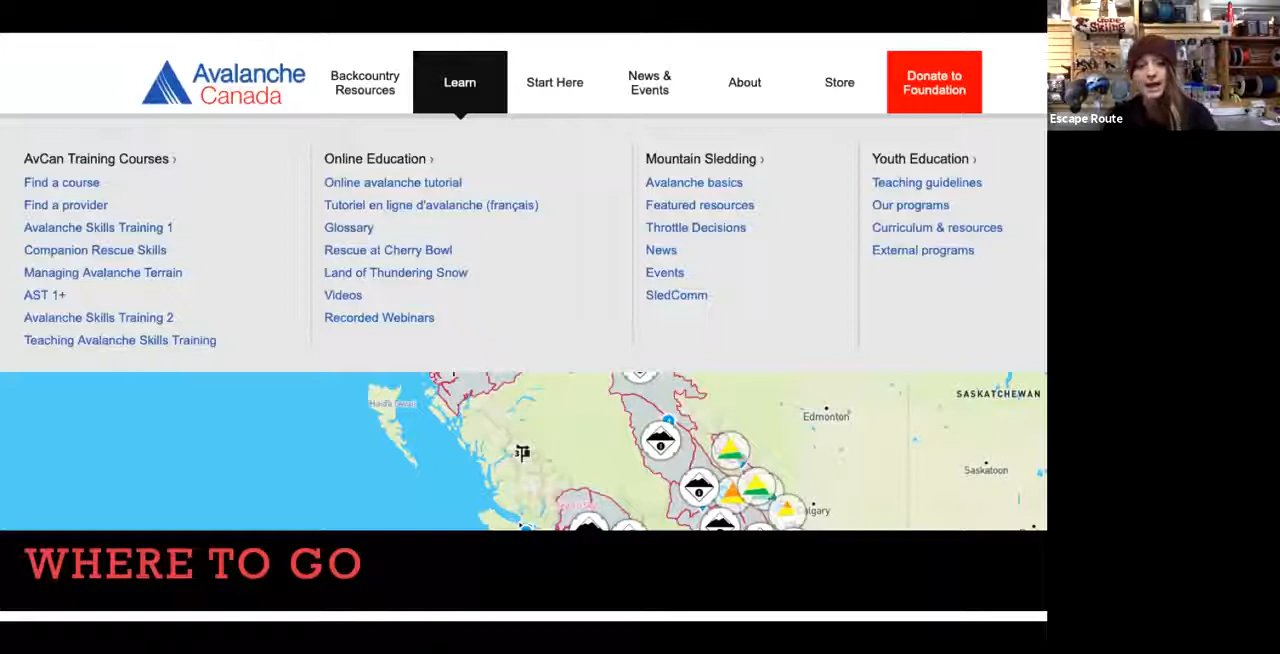 Avalanche
Canada
Backcountry
Resources
Learn
Start Here
News &
Events
About
Store
Donate to
Foundation
AvCan Training Courses ›
Find a course
Find a provider
Avalanche Skills Training 1
Companion Rescue Skills
Managing Avalanche Terrain
AST 1+
Avalanche Skills Training 2
Teaching Avalanche Skills Training
Online Education ›
Online avalanche tutorial
Tutoriel en ligne d'avalanche (français)
Glossary
Rescue at Cherry Bowl
Land of Thundering Snow
Videos
Recorded Webinars
Mountain Sledding ›
Avalanche basics
Featured resources
Throttle Decisions
News
Events
SledComm
Youth Education ›
Teaching guidelines
Our programs
Curriculum & resources
External programs
Haida Gwaii
SASKATCHEWAN
Edmonton
Saskatoon
algary
WHERE TO GO
Gone
Skiing
Escape Route